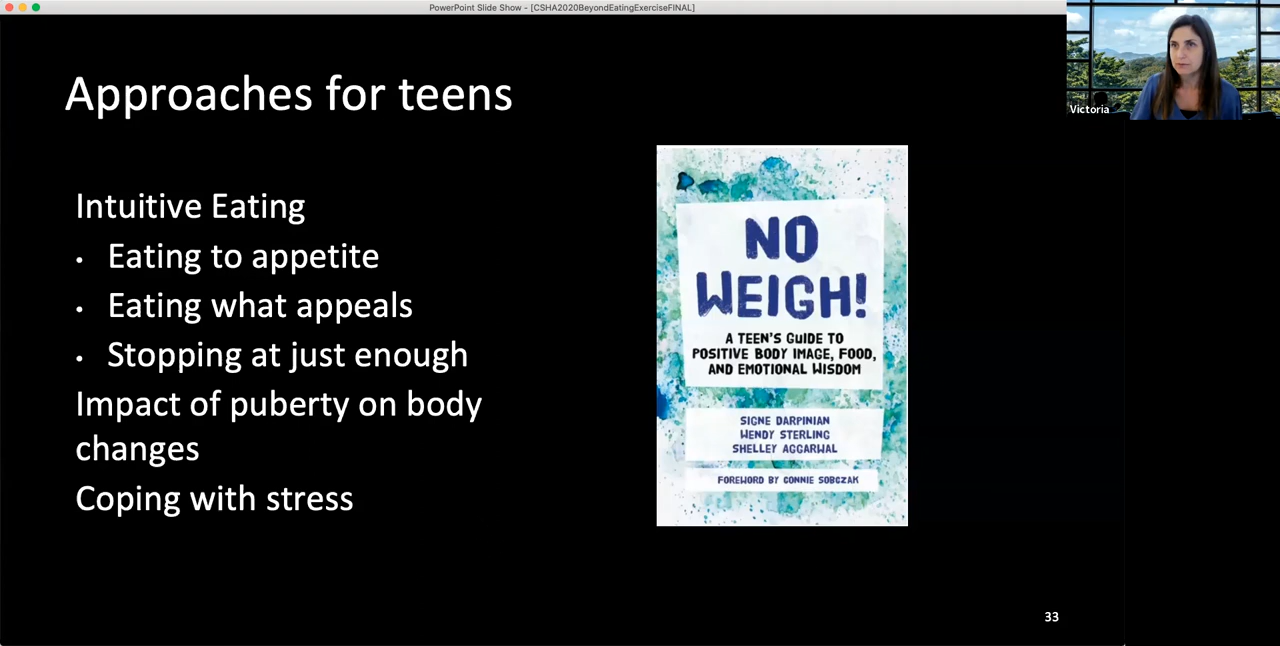 PowerPoint Slide Show - [CSHA2020BeyondEatingExerciseFINAL]
Victoria
Approaches for teens
Intuitive Eating
• Eating to appetite
• Eating what appeals
• Stopping at just enough
Impact of puberty on body
changes
Coping with stress
NO
WEIGH!
A TEEN'S GUIDE TO
POSITIVE BODY IMAGE, FOOD,
AND EMOTIONAL WISDOM
SIGNE DARPINIAN
WENDY STERLING
SHELLEY AGGARWAL
FOREWORD BY CONNIE SOBCZAK
33